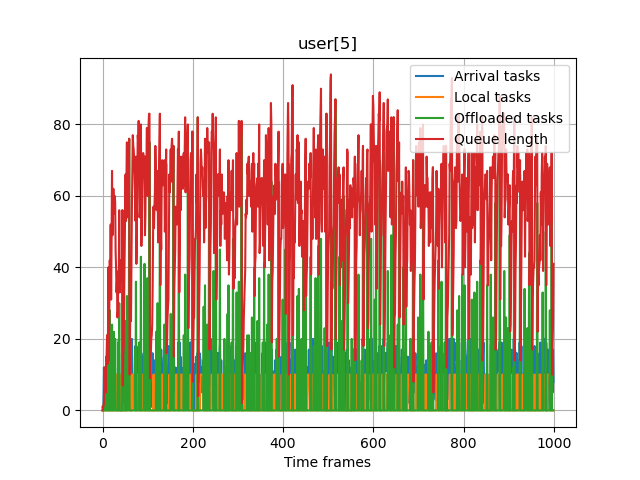 user[5]
Arrival tasks
Local tasks
Offloaded tasks
Queue length
80
60
40
20
0
0 200 400 600 800 1000
Time frames